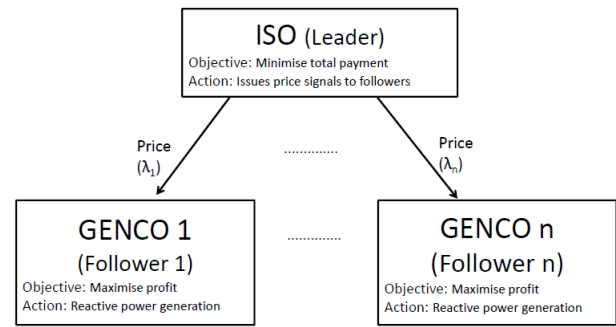 ISO (Leader)
Objective: Minimise total payment
Action: Issues price signals to followers
Price
(λ1)
..............
Price
(λn)
GENCO 1
(Follower 1)
Objective: Maximise profit
Action: Reactive power generation
..............
GENCO n
(Follower n)
Objective: Maximise profit
Action: Reactive power generation